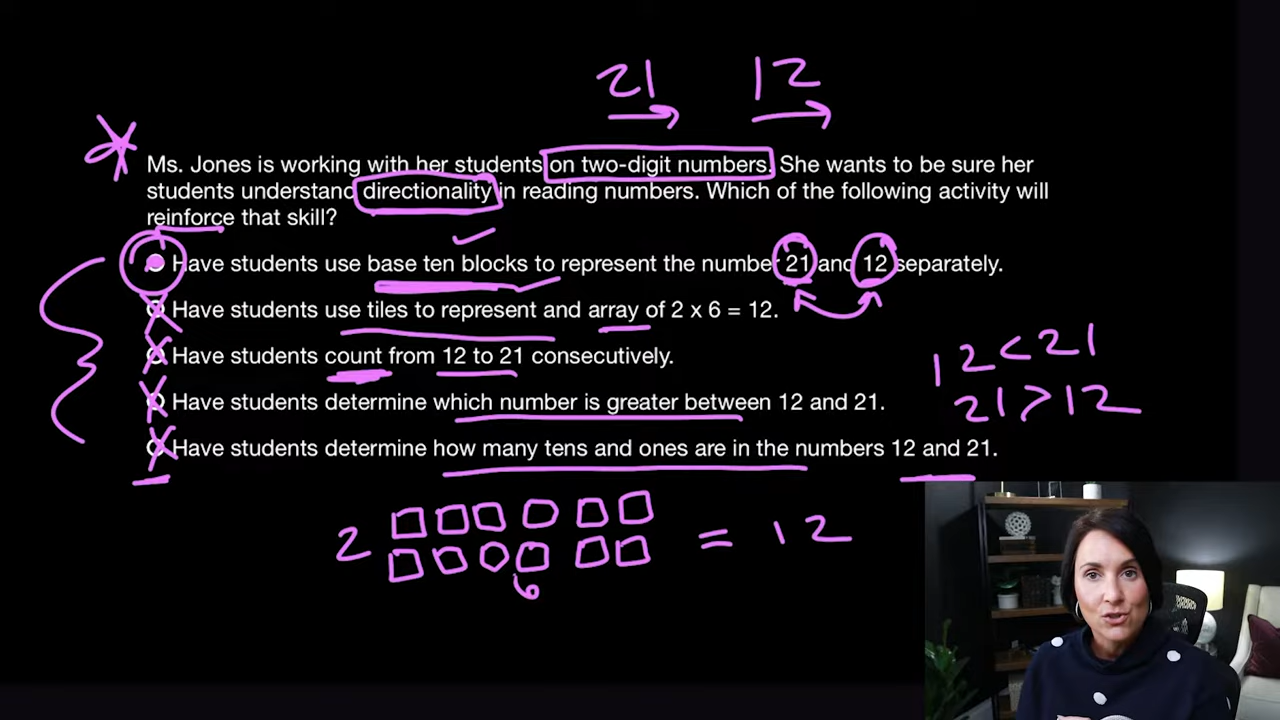 21 12
Ms. Jones is working with her students on two-digit numbers. She wants to be sure her
students understand directionality in reading numbers. Which of the following activity will
reinforce that skill?
Have students use base ten blocks to represent the number 21 and 12 separately.
Have students use tiles to represent and array of 2 x 6 = 12.
Have students count from 12 to 21 consecutively.
12 < 21
Have students determine which number is greater between 12 and 21.
21 > 12
Have students determine how many tens and ones are in the numbers 12 and 21.
2 = 12
6